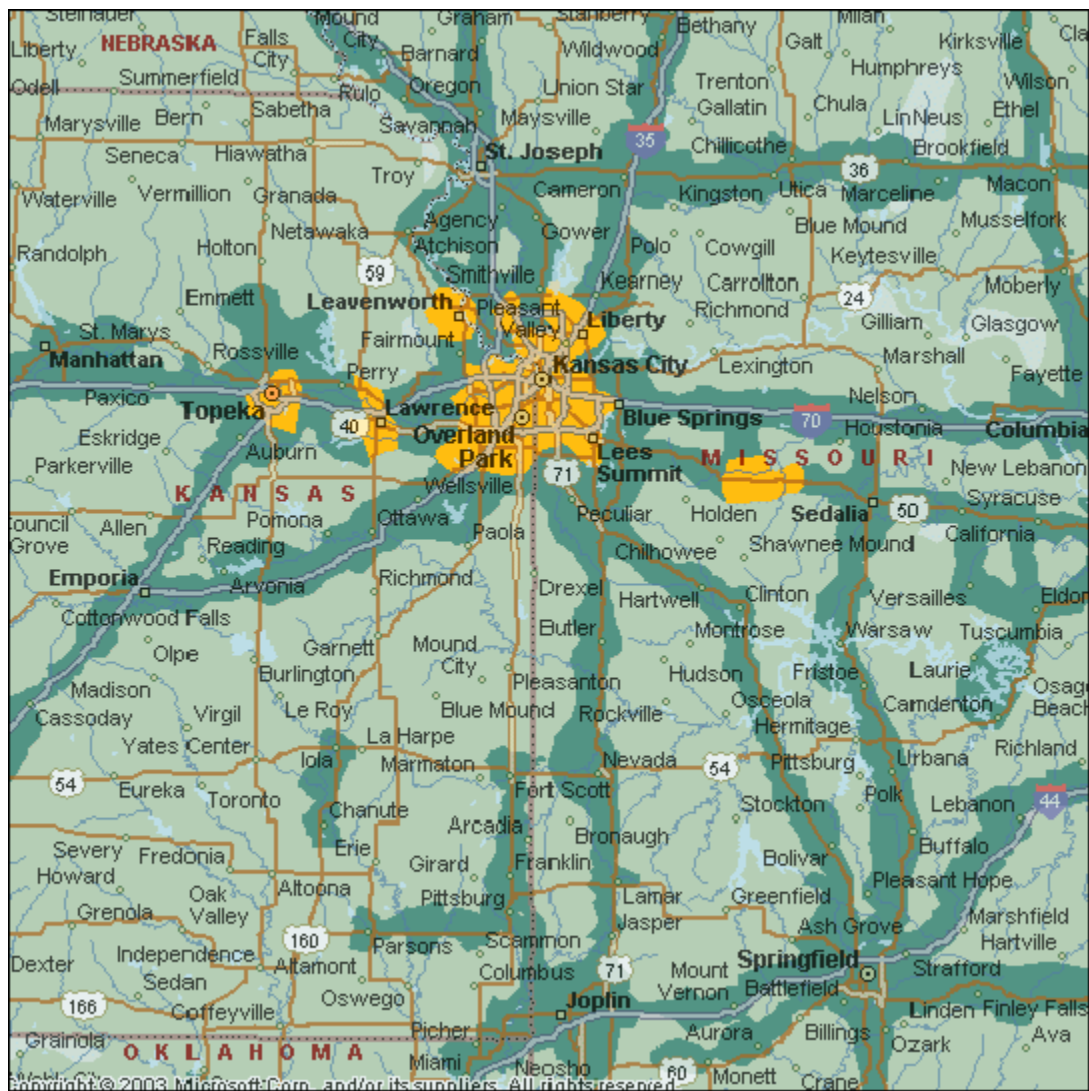 Steinauer
Mound
City
Graham
Stanberry
Bethany
Milan
Liberty
NEBRASKA
Falls
City
Barnard
Wildwood
Galt
Kirksville
Odell
Summerfield
Rulo
Oregon
Union Star
Trenton
Humphreys
Wilson
Marysville
Bern
Sabetha
Savannah
Maysville
Gallatin
Chula
LinNeus
Ethel
Seneca
Hiawatha
St. Joseph
35
Chillicothe
Brookfield
Troy
36
Waterville
Vermillion
Granada
Cameron
Kingston
Utica
Marceline
Macon
Agency
Blue Mound
Musselfork
Randolph
Holton
Netawaka
Atchison
Gower
Polo
Cowgill
Keytesville
59
Smithville
Kearney
Carrollton
24
Moberly
Emmett
Leavenworth
Pleasant
Valley
Liberty
Richmond
Gilliam
Glasgow
St. Marys
Rossville
Fairmount
Manhattan
Perry
Kansas City
Lexington
Marshall
Fayette
Paxico
Topeka
40
Lawrence
Blue Springs
70
Nelson
Houstonia
Columbia
Eskridge
Auburn
Overland
Park
Lees
Summit
MISSOURI
Parkerville
KANSAS
Wellsville
71
New Labanon
Syracuse
Council
Grove
Allen
Pomona
Ottawa
Paola
Peculiar
Holden
Sedalia
50
California
Reading
Chilhowee
Shawnee Mound
Emporia
Arvonia
Richmond
Drexel
Hartwell
Clinton
Versailles
Eldon
Cottonwood Falls
Olpe
Garnett
Mound
City
Butler
Montrose
Warsaw
Tuscumbia
Madison
Burlington
Pleasanton
Hudson
Fristoe
Laurie
Osage
Beach
Cassoday
Virgil
Le Roy
Blue Mound
Rockville
Osceola
Camdenton
Hermitage
Yates Center
Iola
La Harpe
Marmaton
Nevada
54
Pittsburg
Urbana
Richland
54
Eureka
Toronto
Chanute
Fort Scott
Stockton
Polk
Lebanon
44
Arcadia
Bronaugh
Severy
Fredonia
Erie
Girard
Franklin
Bolivar
Buffalo
Howard
Oak
Valley
Altoona
Pittsburg
Lamar
Greenfield
Pleasant Hope
Grenola
160
Jasper
Ash Grove
Marshfield
Independence
Parsons
Scammon
Hartville
Dexter
Sedan
Altamont
Columbus
71
Mount
Vernon
Springfield
Battlefield
Strafford
166
Coffeyville
Oswego
Joplin
Linden
Finley Falls
Grainola
OKLAHOMA
Picher
Miami
Neosho
Aurora
60
Monett
Billings
Crane
Ozark
Ava
Copyright © 2003 Microsoft Corp. and/or its suppliers. All rights reserved.